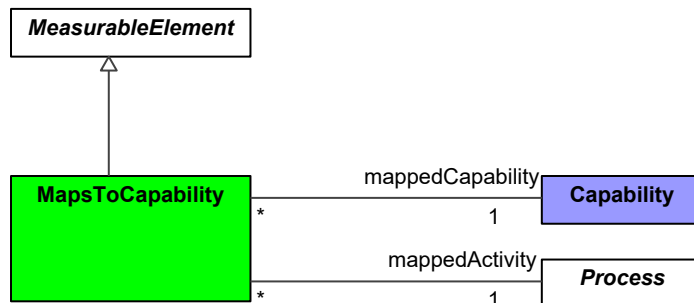 MeasurableElement
MapsToCapability
mappedCapability
Capability
*
1
mappedActivity
Process
*
1